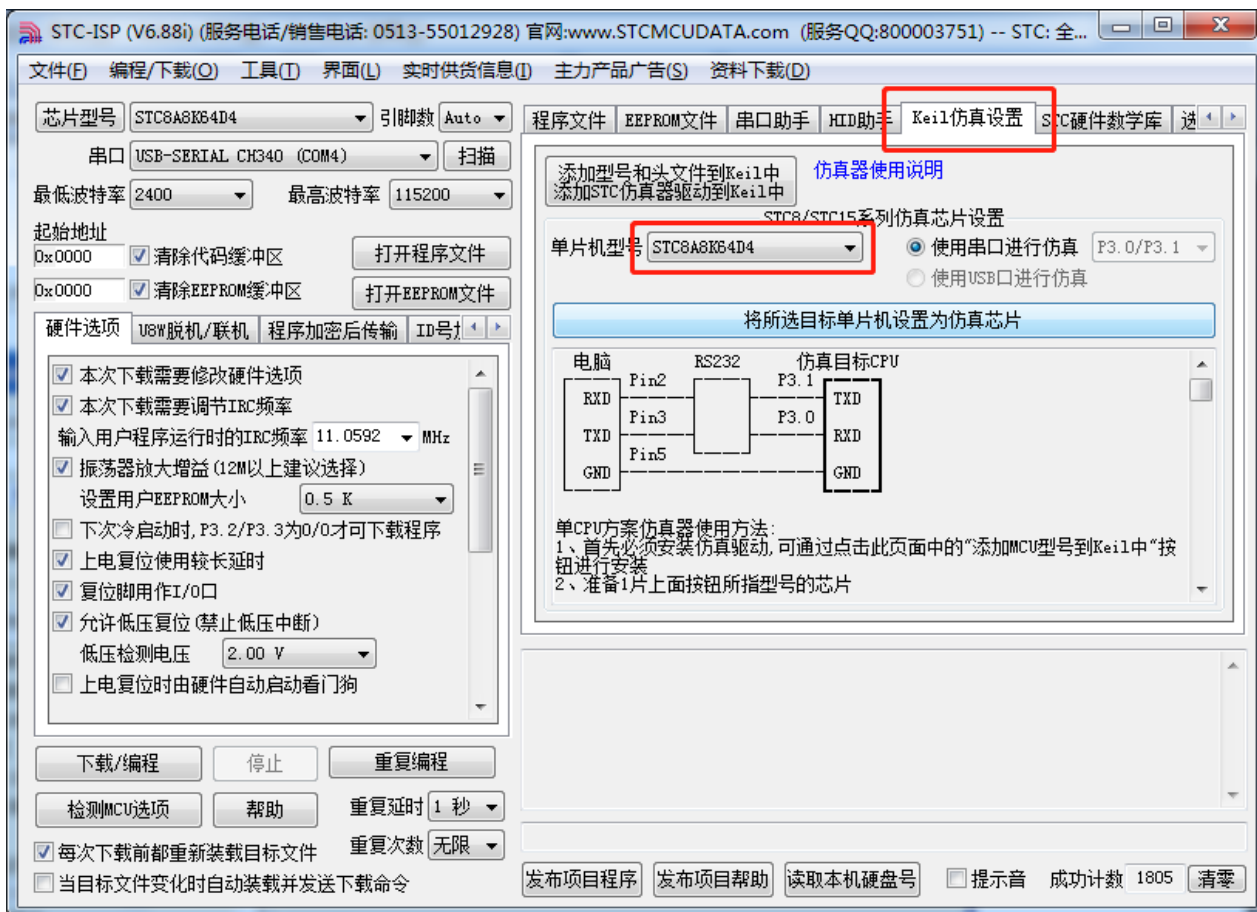 STC-ISP (V6.88i) (服务电话/销售电话: 0513-55012928) 官网:www.STCMCUDATA.com (服务QQ:800003751) -- STC: 全...
文件(F) 编程/下载(O) 工具(T) 界面(L) 实时供货信息(I) 主力产品广告(S) 资料下载(D)
芯片型号 STC8A8K64D4 引脚数 Auto
串口 USB-SERIAL CH340 (COM4) 扫描
最低波特率 2400 最高波特率 115200
起始地址
0x0000 清除代码缓冲区 打开程序文件
0x0000 清除EEPROM缓冲区 打开EEPROM文件
硬件选项 U8W脱机/联机 程序加密后传输 ID号
本次下载需要修改硬件选项
本次下载需要调节IRC频率
输入用户程序运行时的IRC频率 11.0592 MHz
振荡器放大增益(12M以上建议选择)
设置用户EEPROM大小 0.5 K
下次冷启动时,P3.2/P3.3为0/0才可下载程序
上电复位使用较长延时
复位脚用作I/O口
允许低压复位(禁止低压中断)
低压检测电压 2.00 V
上电复位时由硬件自动启动看门狗
下载/编程 停止 重复编程
检测MCU选项 帮助 重复延时 1 秒
每次下载前都重新装载目标文件 重复次数 无限
当目标文件变化时自动装载并发送下载命令
程序文件 EEPROM文件 串口助手 HID助手 Keil仿真设置 STC硬件数学库
添加型号和头文件到Keil中
添加STC仿真器驱动到Keil中
仿真器使用说明
STC8/STC15系列仿真芯片设置
单片机型号 STC8A8K64D4 使用串口进行仿真 P3.0/P3.1
使用USB口进行仿真
将所选目标单片机设置为仿真芯片
电脑 RS232 仿真目标CPU
RXD Pin2 P3.1 TXD
TXD Pin3 P3.0 RXD
GND Pin5 GND
单CPU方案仿真器使用方法:
1、首先必须安装仿真驱动,可通过点击此页面中的"添加MCU型号到Keil中"按
钮进行安装
2、准备1片上面按钮所指型号的芯片
发布项目程序 发布项目帮助 读取本机硬盘号 提示音 成功计数 1805 清零